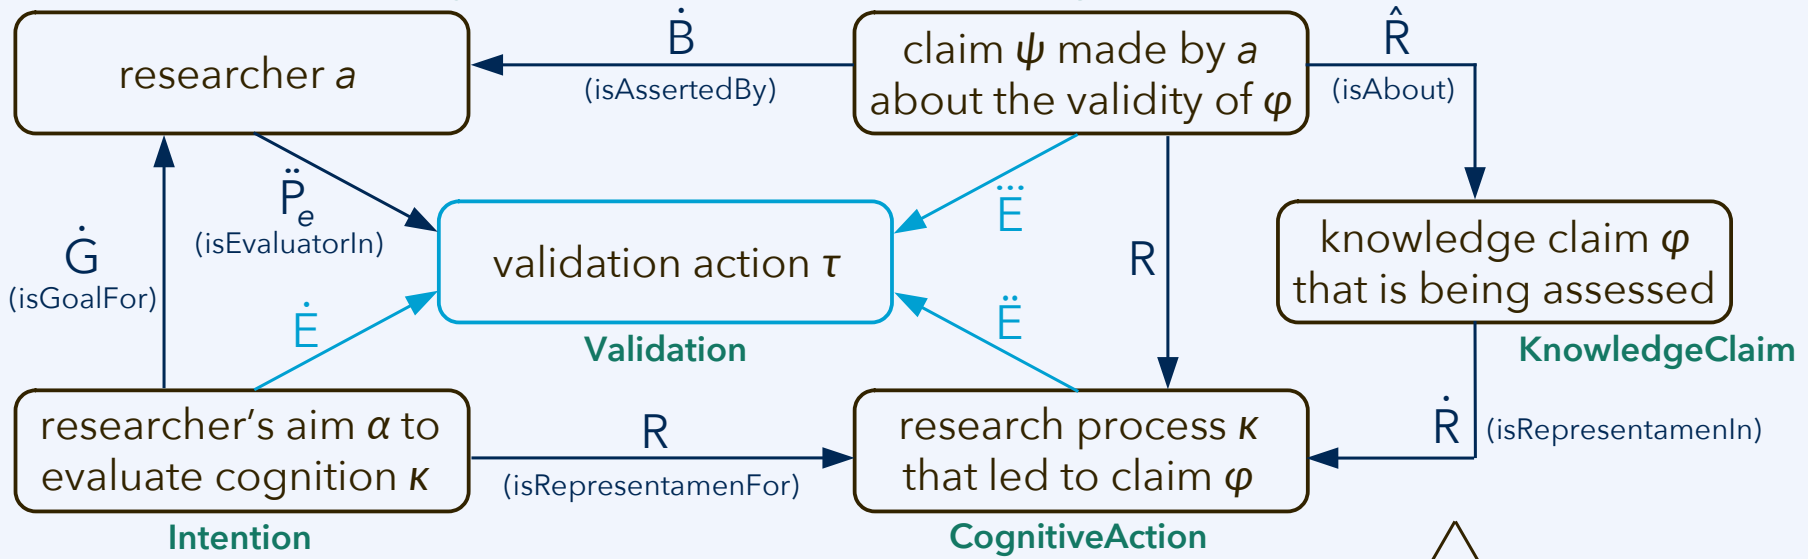 researcher a
Ḃ
(isAssertedBy)
claim ψ made by a
about the validity of φ
R̂
(isAbout)
P̈e
(isEvaluatorIn)
Ġ
(isGoalFor)
Ė
validation action τ
Validation
E⃛
Ë
R
knowledge claim φ
that is being assessed
KnowledgeClaim
researcher’s aim α to
evaluate cognition κ
Intention
R
(isRepresentamenFor)
research process κ
that led to claim φ
CognitiveAction
Ṙ
(isRepresentamenIn)